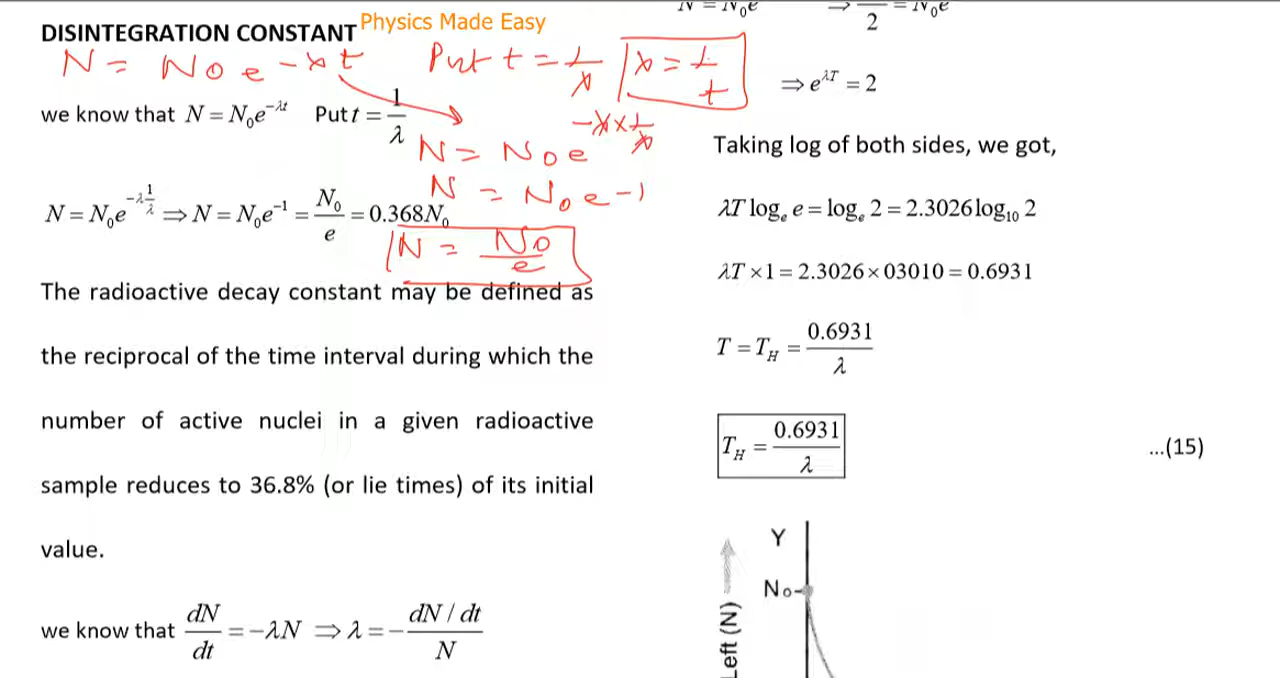 DISINTEGRATION CONSTANT
Physics Made Easy
N = N₀ e^-λt Put t = 1/λ λ = 1/t
we know that N = N₀e^-λt Put t = 1/λ
N = N₀ e^-λ×1/λ
N = N₀ e^-1
N = N₀e^-λ1/λ ⇒ N = N₀e^-1 = N₀/e = 0.368N₀
N = N₀/e
The radioactive decay constant may be defined as
the reciprocal of the time interval during which the
number of active nuclei in a given radioactive
sample reduces to 36.8% (or lie times) of its initial
value.
we know that dN/dt = -λN ⇒ λ = - dN / dt/N
⇒ e^λT = 2
Taking log of both sides, we got,
λT logₑ e = logₑ 2 = 2.3026 log₁₀ 2
λT × 1 = 2.3026 × 03010 = 0.6931
T = T_H = 0.6931/λ
T_H = 0.6931/λ ...(15)
Y
N₀
Left (N)